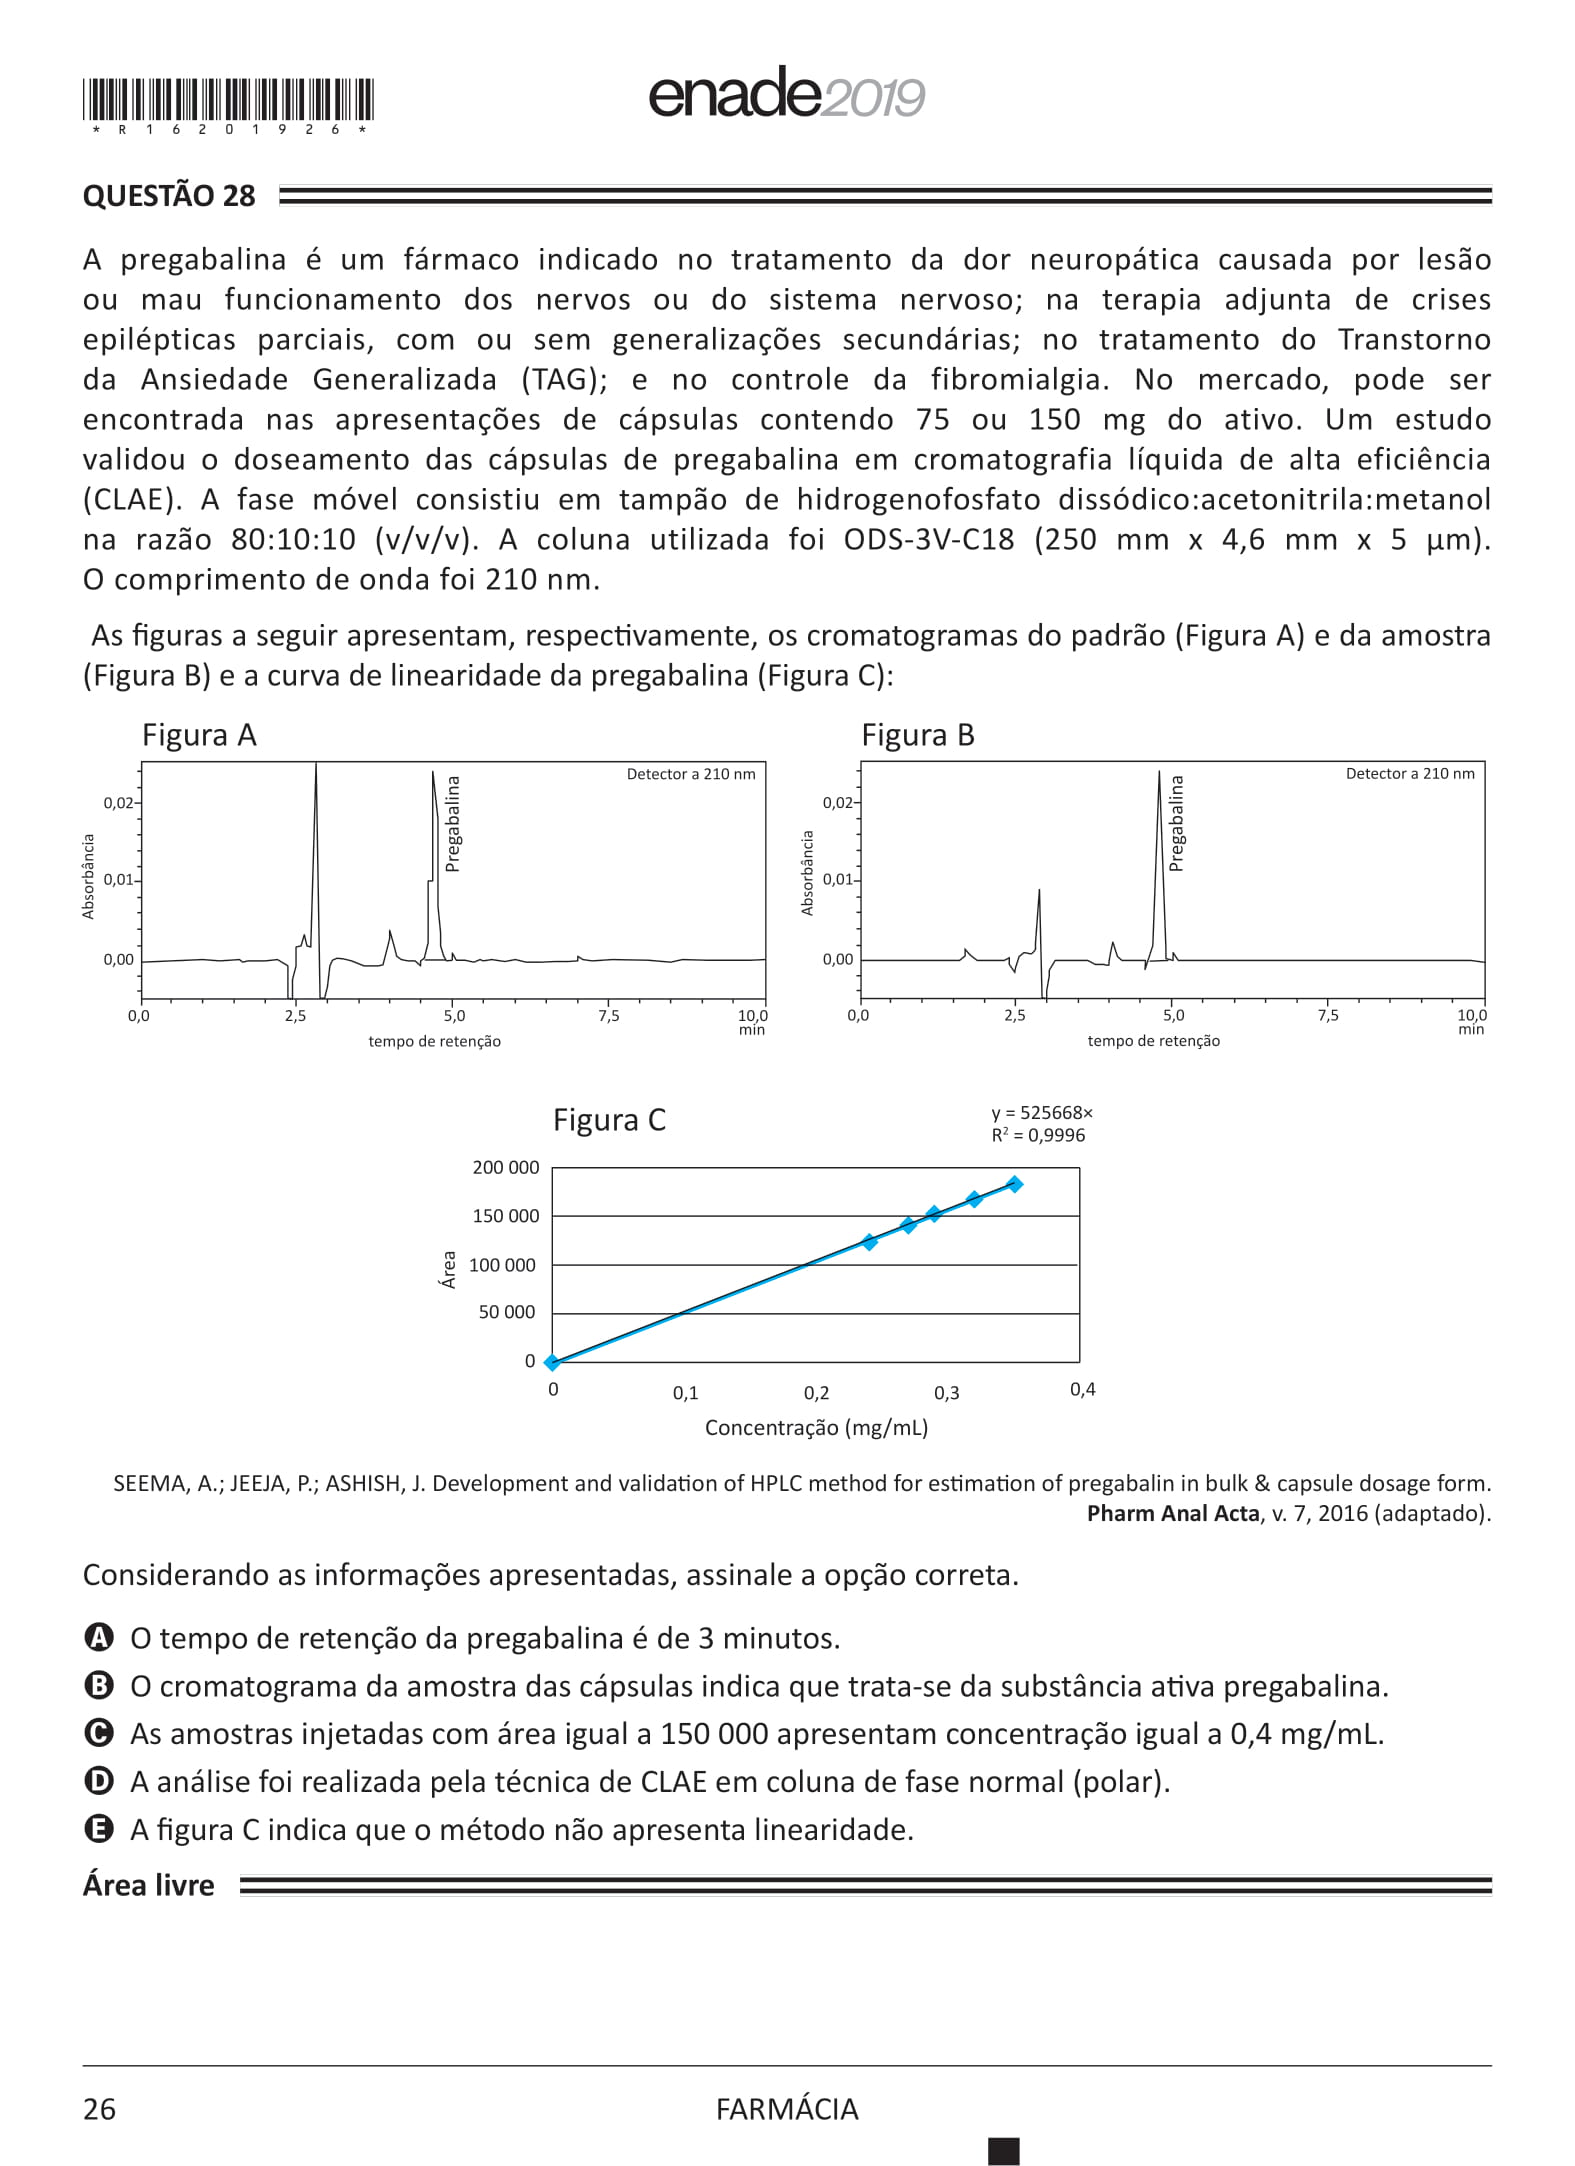 *R16201926*
enade2019
QUESTÃO 28
A pregabalina é um fármaco indicado no tratamento da dor neuropática causada por lesão
ou mau funcionamento dos nervos ou do sistema nervoso; na terapia adjunta de crises
epilépticas parciais, com ou sem generalizações secundárias; no tratamento do Transtorno
da Ansiedade Generalizada (TAG); e no controle da fibromialgia. No mercado, pode ser
encontrada nas apresentações de cápsulas contendo 75 ou 150 mg do ativo. Um estudo
validou o doseamento das cápsulas de pregabalina em cromatografia líquida de alta eficiência
(CLAE). A fase móvel consistiu em tampão de hidrogenofosfato dissódico:acetonitrila:metanol
na razão 80:10:10 (v/v/v). A coluna utilizada foi ODS-3V-C18 (250 mm x 4,6 mm x 5 µm).
O comprimento de onda foi 210 nm.
As figuras a seguir apresentam, respectivamente, os cromatogramas do padrão (Figura A) e da amostra
(Figura B) e a curva de linearidade da pregabalina (Figura C):
Figura A
Detector a 210 nm
Pregabalina
Absorbância
0,02
0,01
0,00
0,0 2,5 5,0 7,5 10,0
min
tempo de retenção
Figura B
Detector a 210 nm
Pregabalina
Absorbância
0,02
0,01
0,00
0,0 2,5 5,0 7,5 10,0
min
tempo de retenção
Figura C
y = 525668×
R² = 0,9996
Área
200 000
150 000
100 000
50 000
0
0 0,1 0,2 0,3 0,4
Concentração (mg/mL)
SEEMA, A.; JEEJA, P.; ASHISH, J. Development and validation of HPLC method for estimation of pregabalin in bulk & capsule dosage form.
Pharm Anal Acta, v. 7, 2016 (adaptado).
Considerando as informações apresentadas, assinale a opção correta.
A O tempo de retenção da pregabalina é de 3 minutos.
B O cromatograma da amostra das cápsulas indica que trata-se da substância ativa pregabalina.
C As amostras injetadas com área igual a 150 000 apresentam concentração igual a 0,4 mg/mL.
D A análise foi realizada pela técnica de CLAE em coluna de fase normal (polar).
E A figura C indica que o método não apresenta linearidade.
Área livre
26
FARMÁCIA